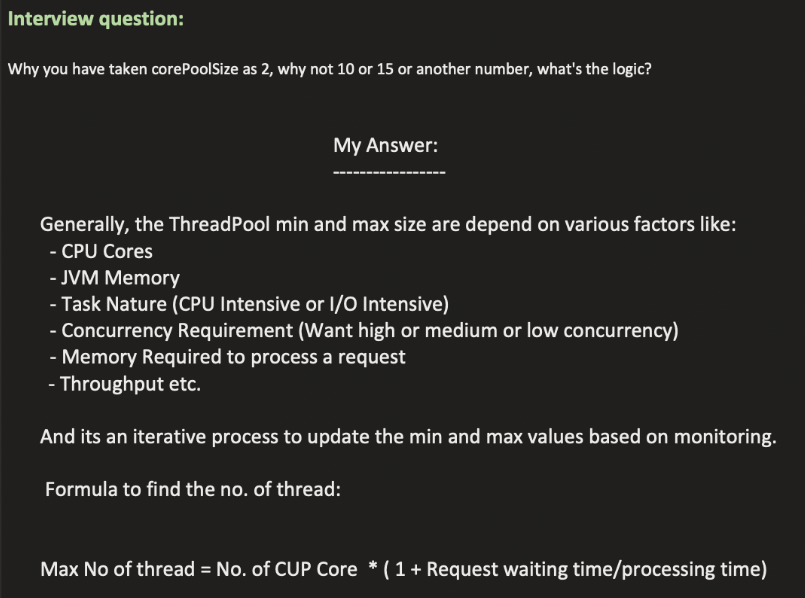 Interview question:
Why you have taken corePoolSize as 2, why not 10 or 15 or another number, what's the logic?
My Answer:
-----------------
Generally, the ThreadPool min and max size are depend on various factors like:
- CPU Cores
- JVM Memory
- Task Nature (CPU Intensive or I/O Intensive)
- Concurrency Requirement (Want high or medium or low concurrency)
- Memory Required to process a request
- Throughput etc.
And its an iterative process to update the min and max values based on monitoring.
Formula to find the no. of thread:
Max No of thread = No. of CUP Core * ( 1 + Request waiting time/processing time)